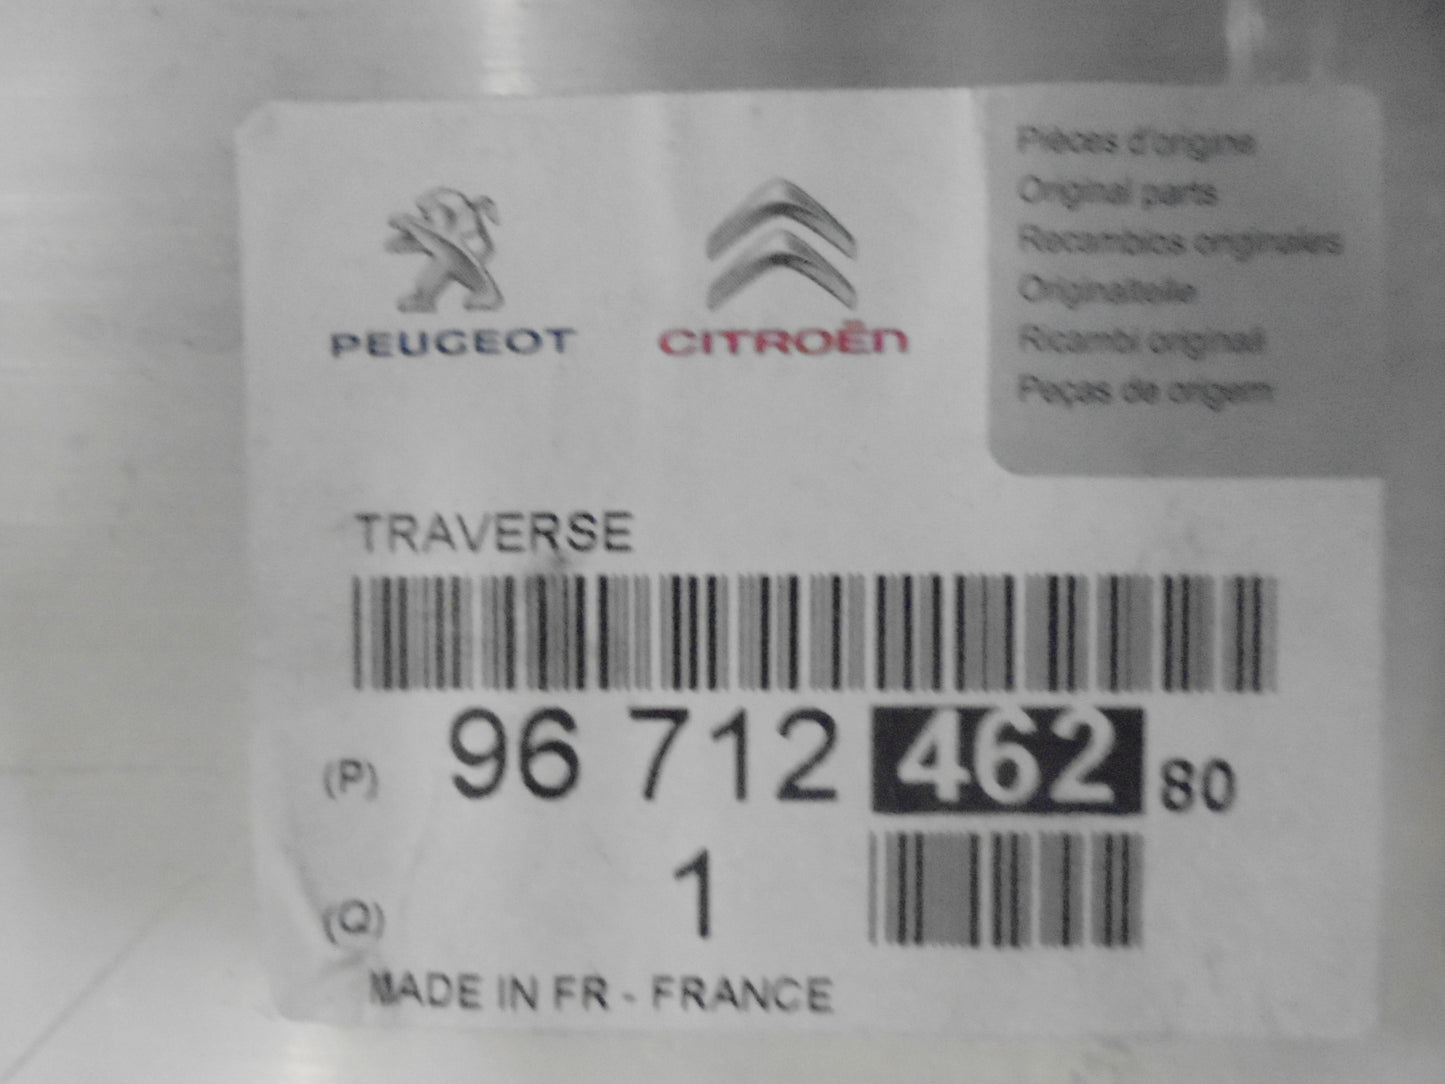 PEUGEOT
CITROËN
Pièces d'origine
Original parts
Recambios originales
Originalteile
Ricambi originali
Peças de origem
TRAVERSE
(P) 96 712 462 80
(Q) 1
MADE IN FR - FRANCE